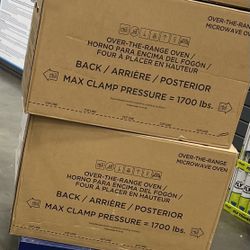 OVER-THE-RANGE OVEN /
HORNO PARA ENCIMA DEL FOGÓN /
FOUR À PLACER EN HAUTEUR
BACK / ARRIÈRE / POSTERIOR
MAX CLAMP PRESSURE = 1700 lbs.
OVER-THE-RANGE
MICROWAVE OVEN
OVER-THE-RANGE OVEN /
HORNO PARA ENCIMA DEL FOGÓN /
FOUR À PLACER EN HAUTEUR
BACK / ARRIÈRE / POSTERIOR
MAX CLAMP PRESSURE = 1700 lbs.
OVER-THE-RANGE
MICROWAVE OVEN